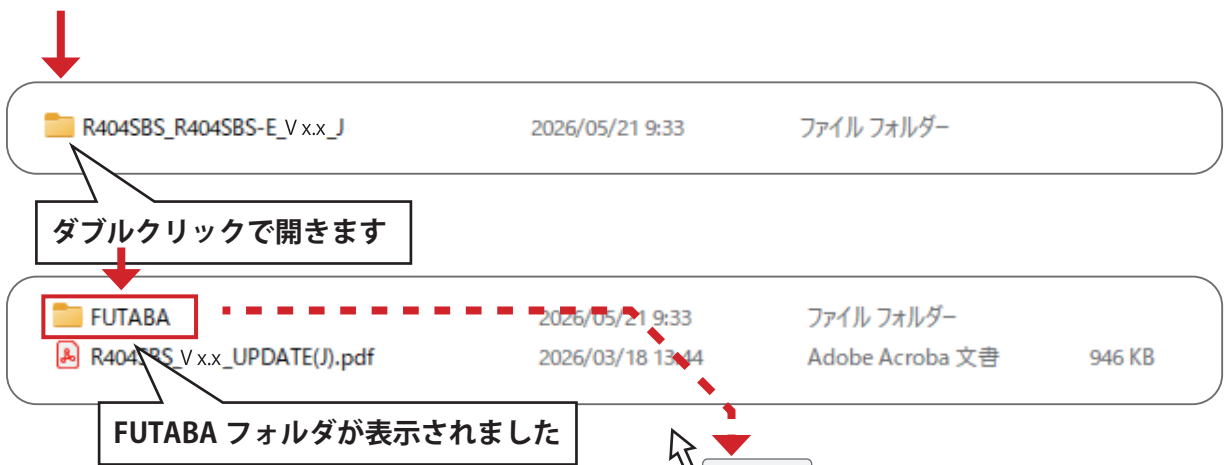 R404SBS_R404SBS-E_V x.x_J 2026/05/21 9:33 ファイル フォルダー
ダブルクリックで開きます
FUTABA 2026/05/21 9:33 ファイル フォルダー
R404SBS_V x.x_UPDATE(J).pdf 2026/03/18 13:44 Adobe Acroba 文書 946 KB
FUTABA フォルダが表示されました